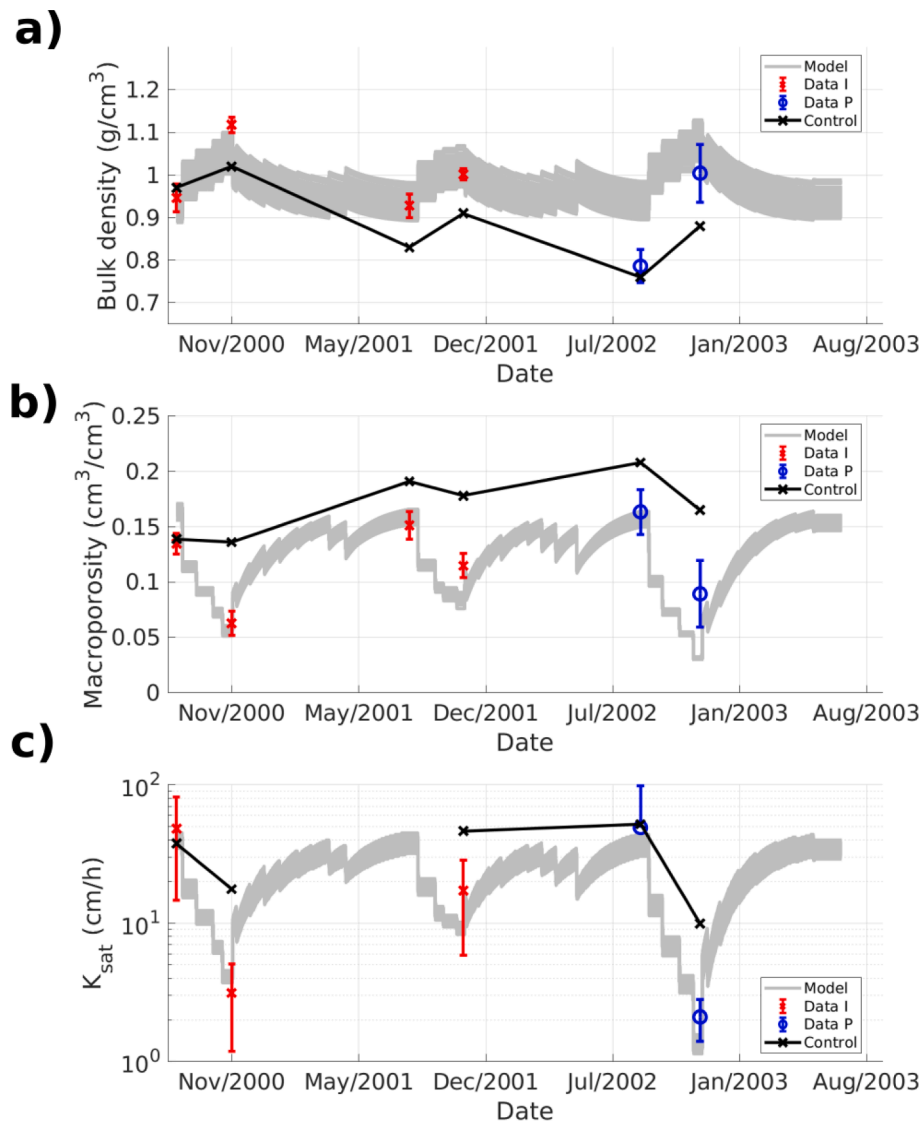 a)
Bulk density (g/cm³)
1.2
1.1
1
0.9
0.8
0.7
Model
Data I
Data P
Control
Nov/2000 May/2001 Dec/2001 Jul/2002 Jan/2003 Aug/2003
Date
b)
Macroporosity (cm³/cm³)
0.25
0.2
0.15
0.1
0.05
0
Model
Data I
Data P
Control
Nov/2000 May/2001 Dec/2001 Jul/2002 Jan/2003 Aug/2003
Date
c)
K_sat (cm/h)
10²
10¹
10⁰
Model
Data I
Data P
Control
Nov/2000 May/2001 Dec/2001 Jul/2002 Jan/2003 Aug/2003
Date